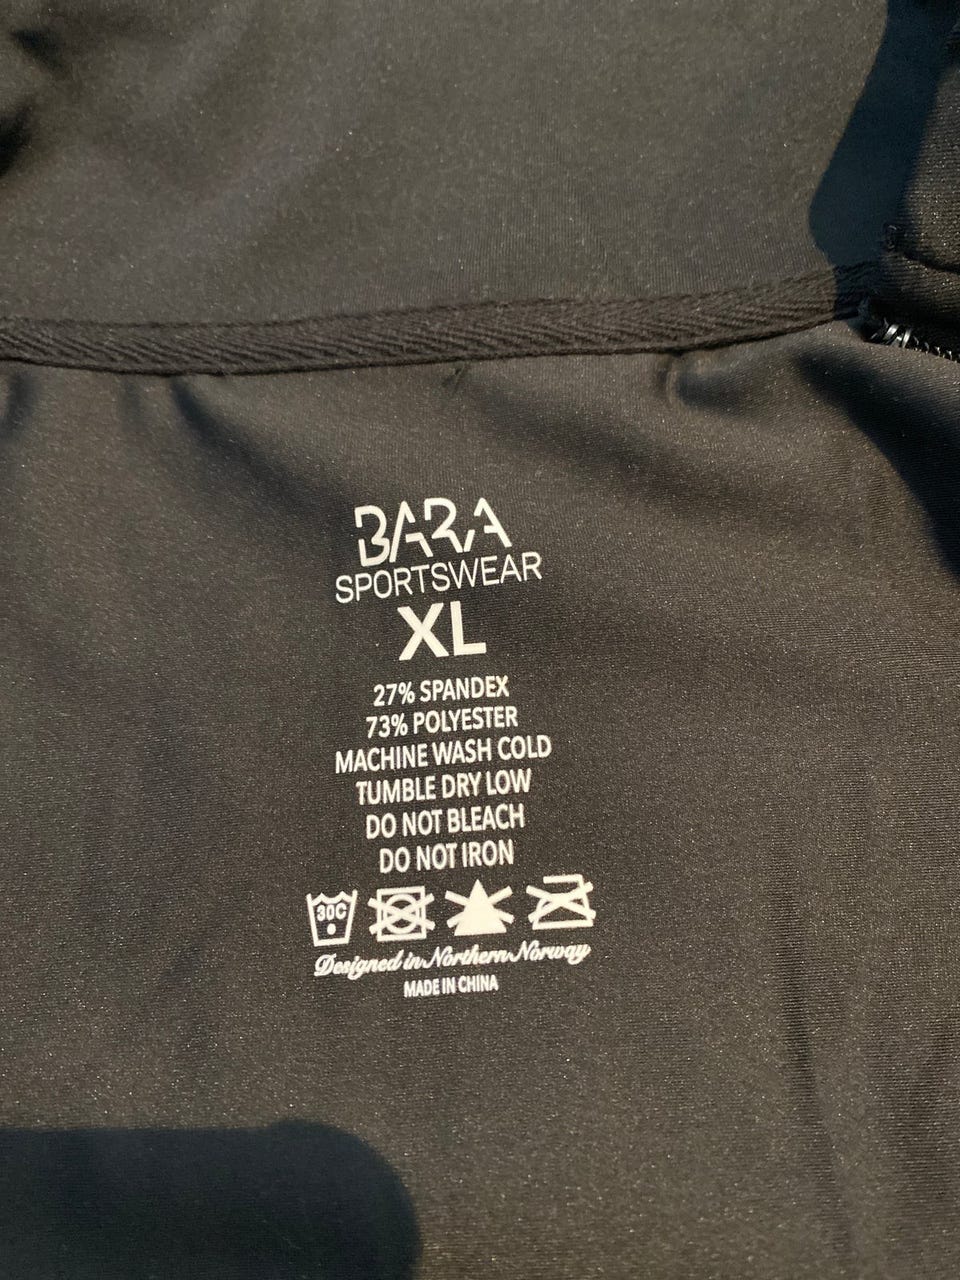 BARA
SPORTSWEAR
XL
27% SPANDEX
73% POLYESTER
MACHINE WASH COLD
TUMBLE DRY LOW
DO NOT BLEACH
DO NOT IRON
30C
Designed in Northern Norway
MADE IN CHINA